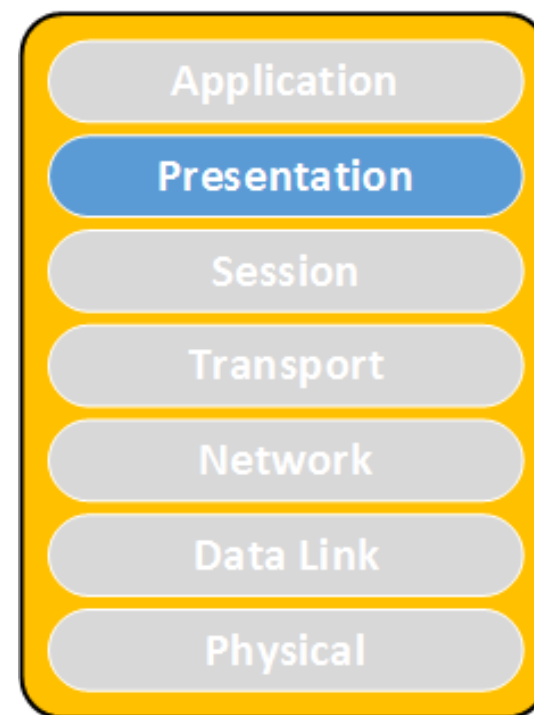 Application
Presentation
Session
Transport
Network
Data Link
Physical